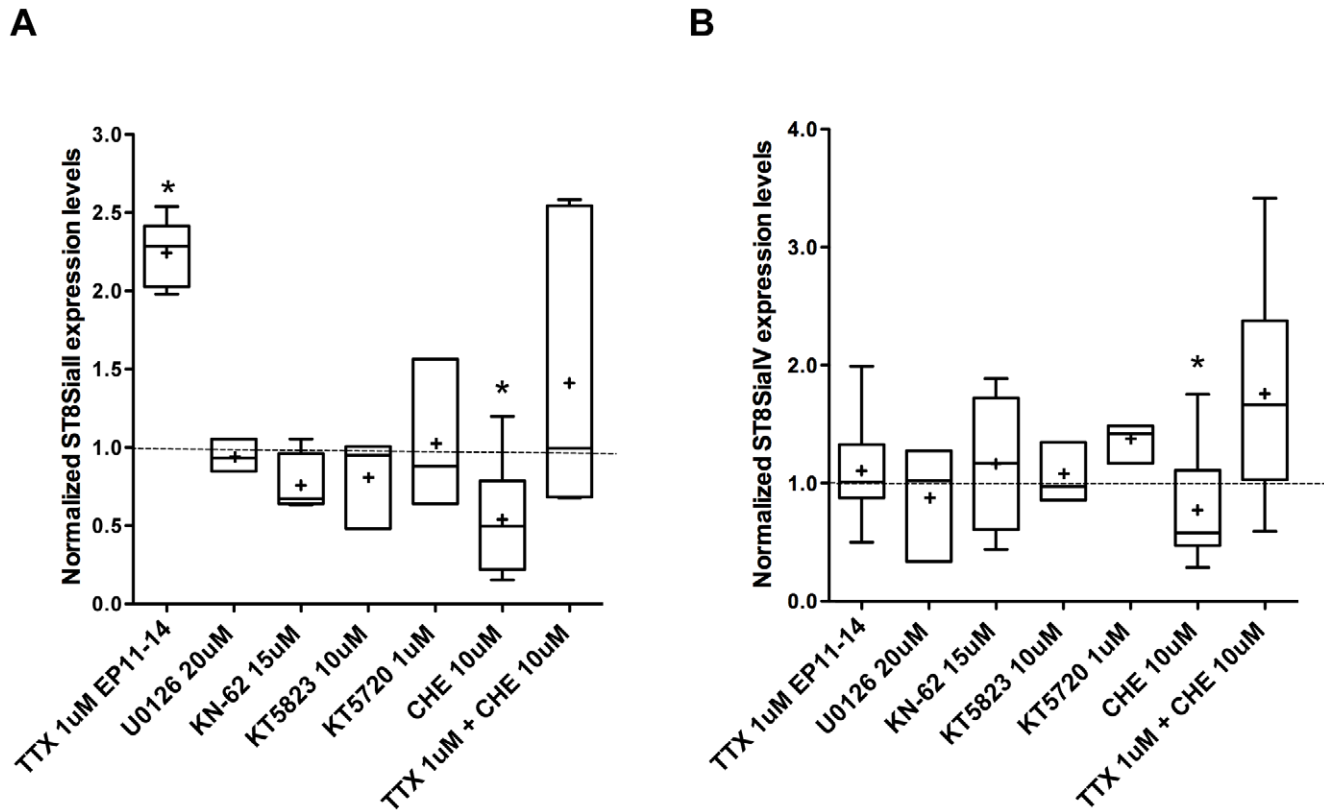 A
Normalized ST8SiaII expression levels
3.0
2.5
2.0
1.5
1.0
0.5
0.0
*
*
TTX 1uM EP11-14
U0126 20uM
KN-62 15uM
KT5823 10uM
KT5720 1uM
CHE 10uM
TTX 1uM + CHE 10uM
B
Normalized ST8SiaIV expression levels
4.0
3.0
2.0
1.0
0.0
*
TTX 1uM EP11-14
U0126 20uM
KN-62 15uM
KT5823 10uM
KT5720 1uM
CHE 10uM
TTX 1uM + CHE 10uM